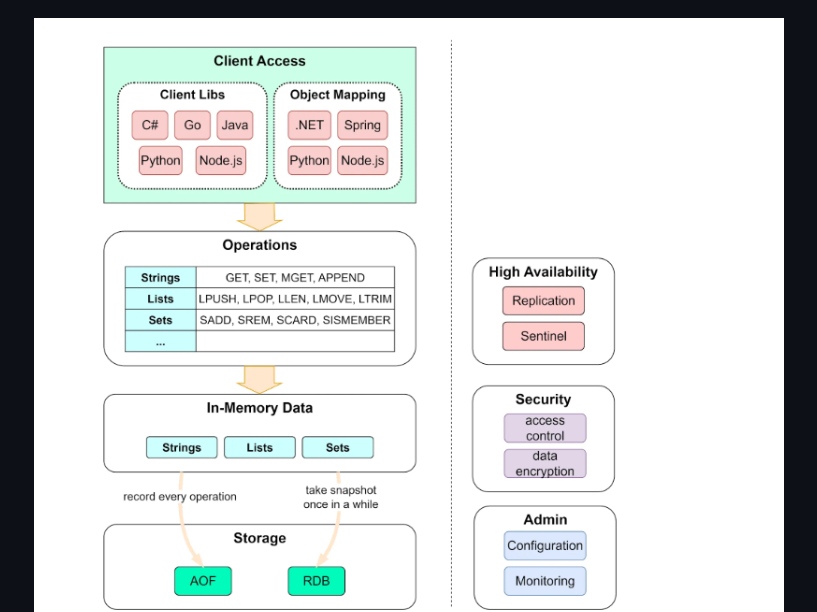 Client Access
Client Libs
C# Go Java
Python Node.js
Object Mapping
.NET Spring
Python Node.js
Operations
Strings GET, SET, MGET, APPEND
Lists LPUSH, LPOP, LLEN, LMOVE, LTRIM
Sets SADD, SREM, SCARD, SISMEMBER
...
In-Memory Data
Strings Lists Sets
record every operation
take snapshot
once in a while
Storage
AOF RDB
High Availability
Replication
Sentinel
Security
access
control
data
encryption
Admin
Configuration
Monitoring